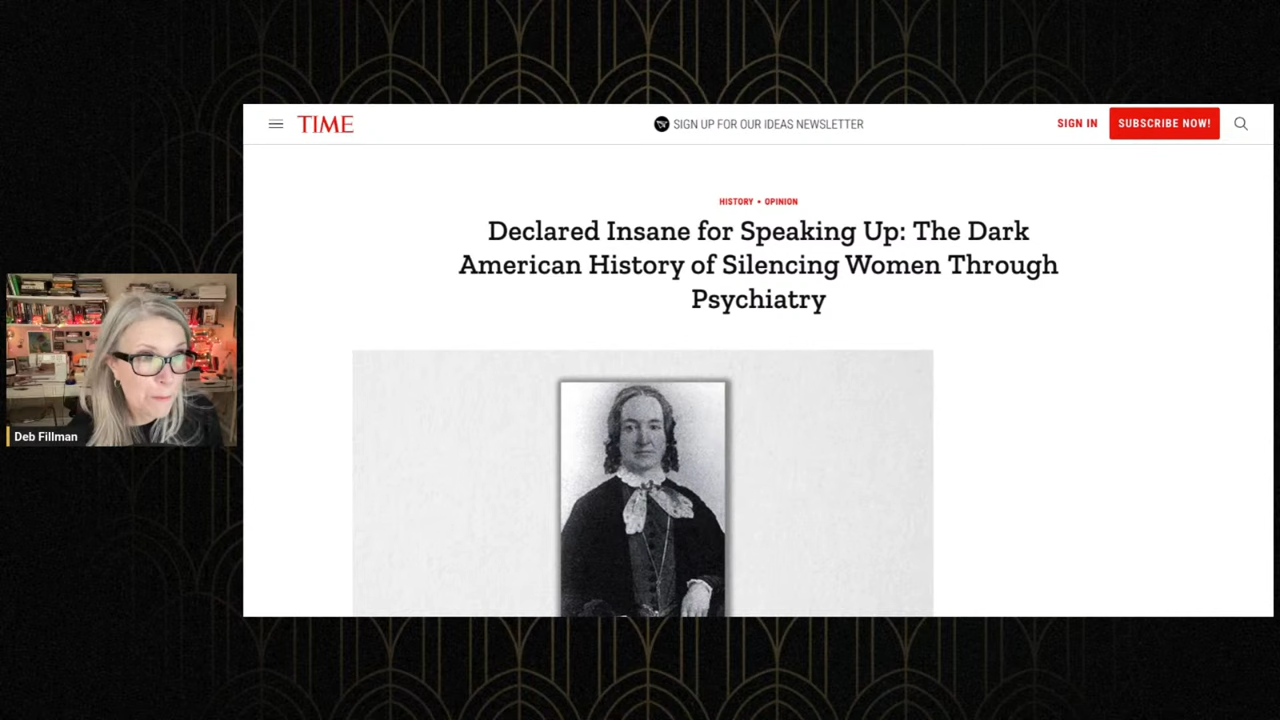 TIME
SIGN UP FOR OUR IDEAS NEWSLETTER
SIGN IN
SUBSCRIBE NOW!
HISTORY • OPINION
Declared Insane for Speaking Up: The Dark
American History of Silencing Women Through
Psychiatry
Deb Fillman